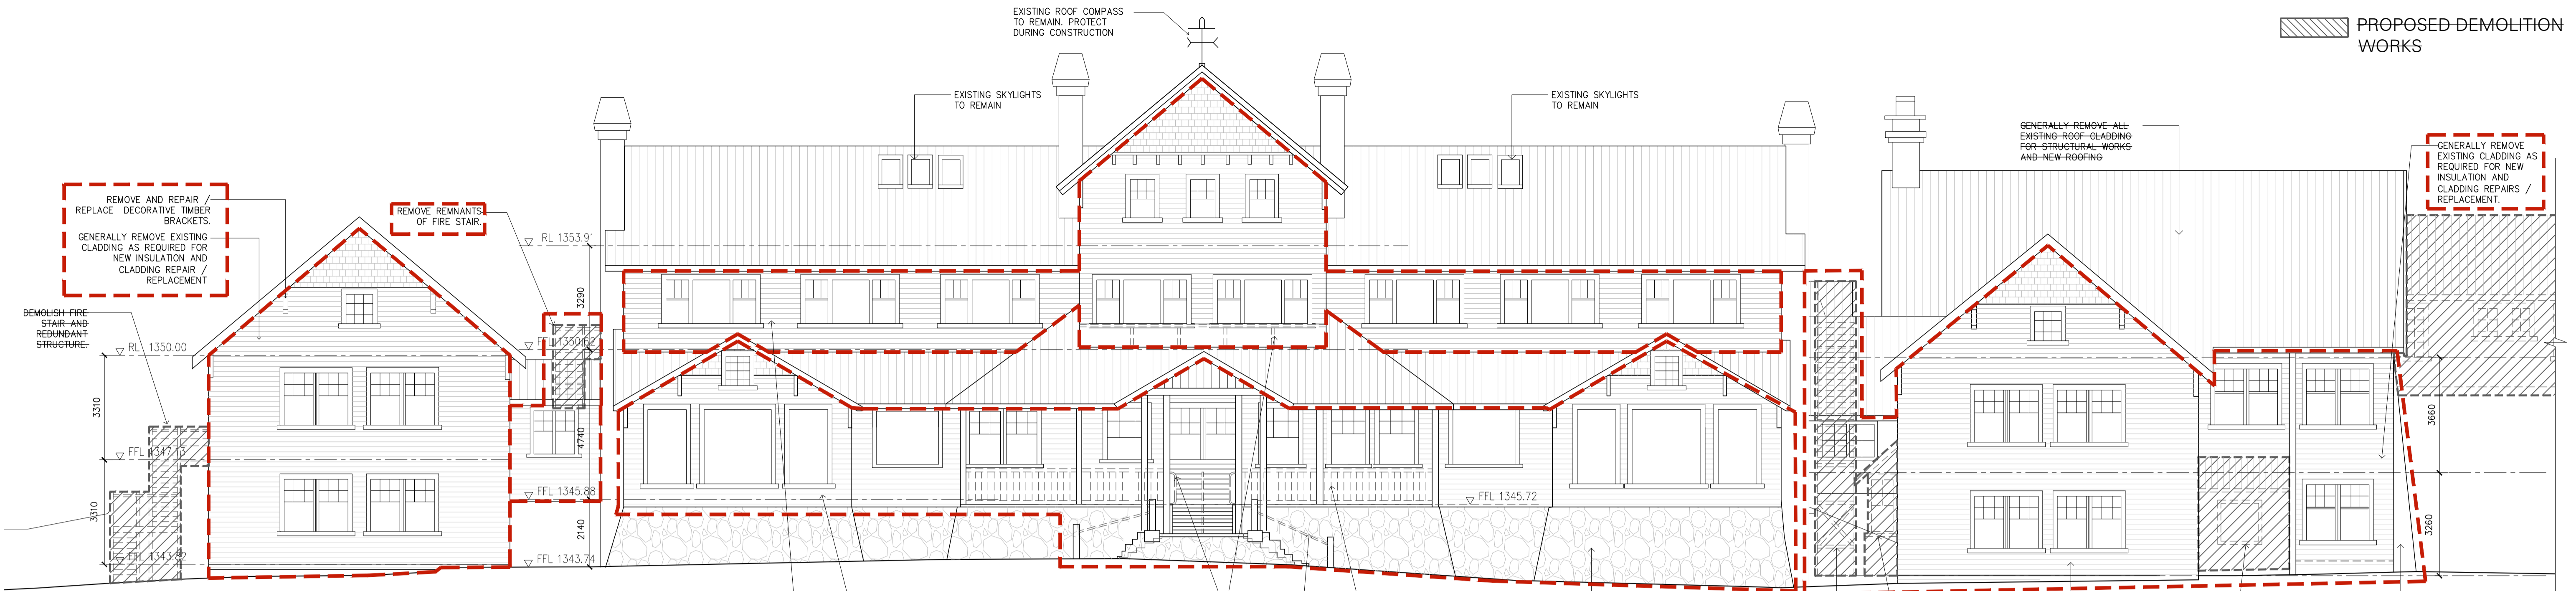 EXISTING ROOF COMPASS
TO REMAIN. PROTECT
DURING CONSTRUCTION
PROPOSED DEMOLITION
WORKS
EXISTING SKYLIGHTS
TO REMAIN
EXISTING SKYLIGHTS
TO REMAIN
GENERALLY REMOVE ALL
EXISTING ROOF CLADDING
FOR STRUCTURAL WORKS
AND NEW ROOFING
GENERALLY REMOVE
EXISTING CLADDING AS
REQUIRED FOR NEW
INSULATION AND
CLADDING REPAIRS /
REPLACEMENT.
REMOVE AND REPAIR /
REPLACE DECORATIVE TIMBER
BRACKETS.
GENERALLY REMOVE EXISTING
CLADDING AS REQUIRED FOR
NEW INSULATION AND
CLADDING REPAIR /
REPLACEMENT
REMOVE REMNANTS
OF FIRE STAIR.
DEMOLISH FIRE
STAIR AND
REDUNDANT
STRUCTURE.
RL 1353.91
3290
FFL 1350.62
RL 1350.00
3310
4740
3660
FFL 1347.13
FFL 1345.88
FFL 1345.72
3310
2140
3260
FFL 1343.82
FFL 1343.74